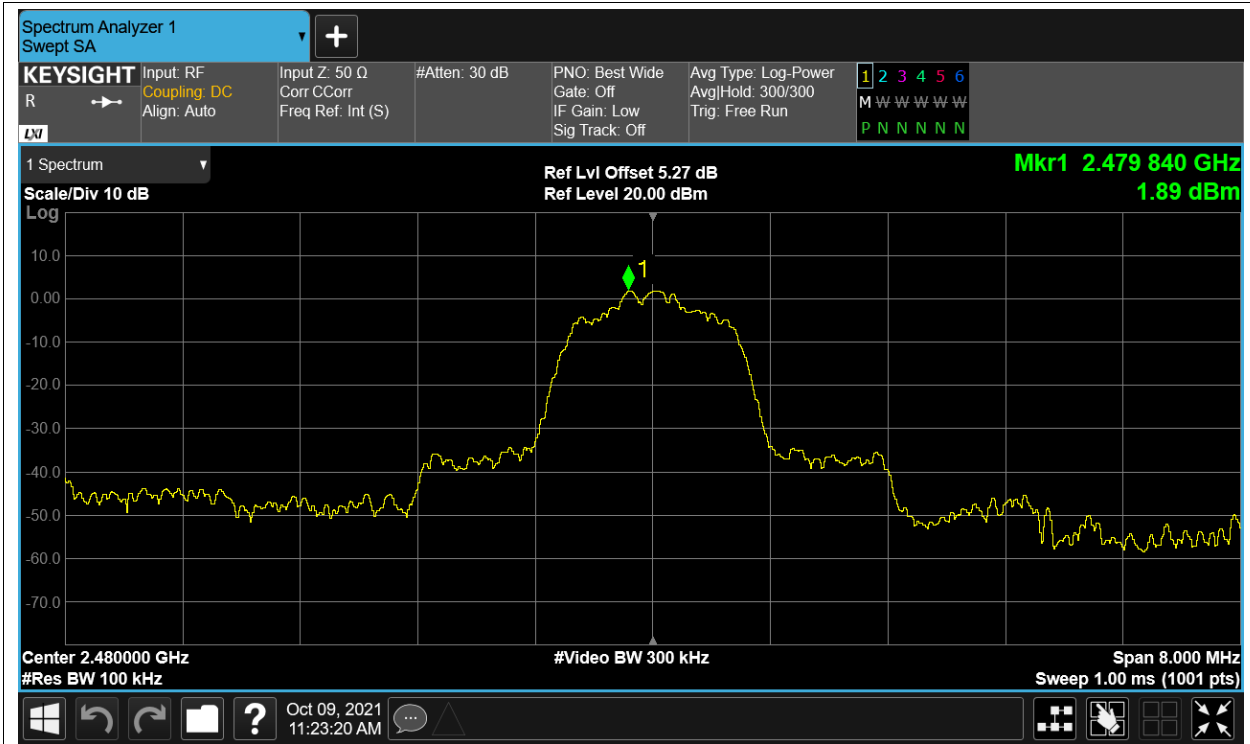 Spectrum Analyzer 1
Swept SA
+
KEYSIGHT
R
LXI
Input: RF
Coupling: DC
Align: Auto
Input Z: 50 Ω
Corr CCorr
Freq Ref: Int (S)
#Atten: 30 dB
PNO: Best Wide
Gate: Off
IF Gain: Low
Sig Track: Off
Avg Type: Log-Power
Avg|Hold: 300/300
Trig: Free Run
1 2 3 4 5 6
M W W W W W
P N N N N N
1 Spectrum
Scale/Div 10 dB
Log
Ref Lvl Offset 5.27 dB
Ref Level 20.00 dBm
Mkr1 2.479 840 GHz
1.89 dBm
1
10.0
0.00
-10.0
-20.0
-30.0
-40.0
-50.0
-60.0
-70.0
Center 2.480000 GHz
#Res BW 100 kHz
#Video BW 300 kHz
Span 8.000 MHz
Sweep 1.00 ms (1001 pts)
?
Oct 09, 2021
11:23:20 AM